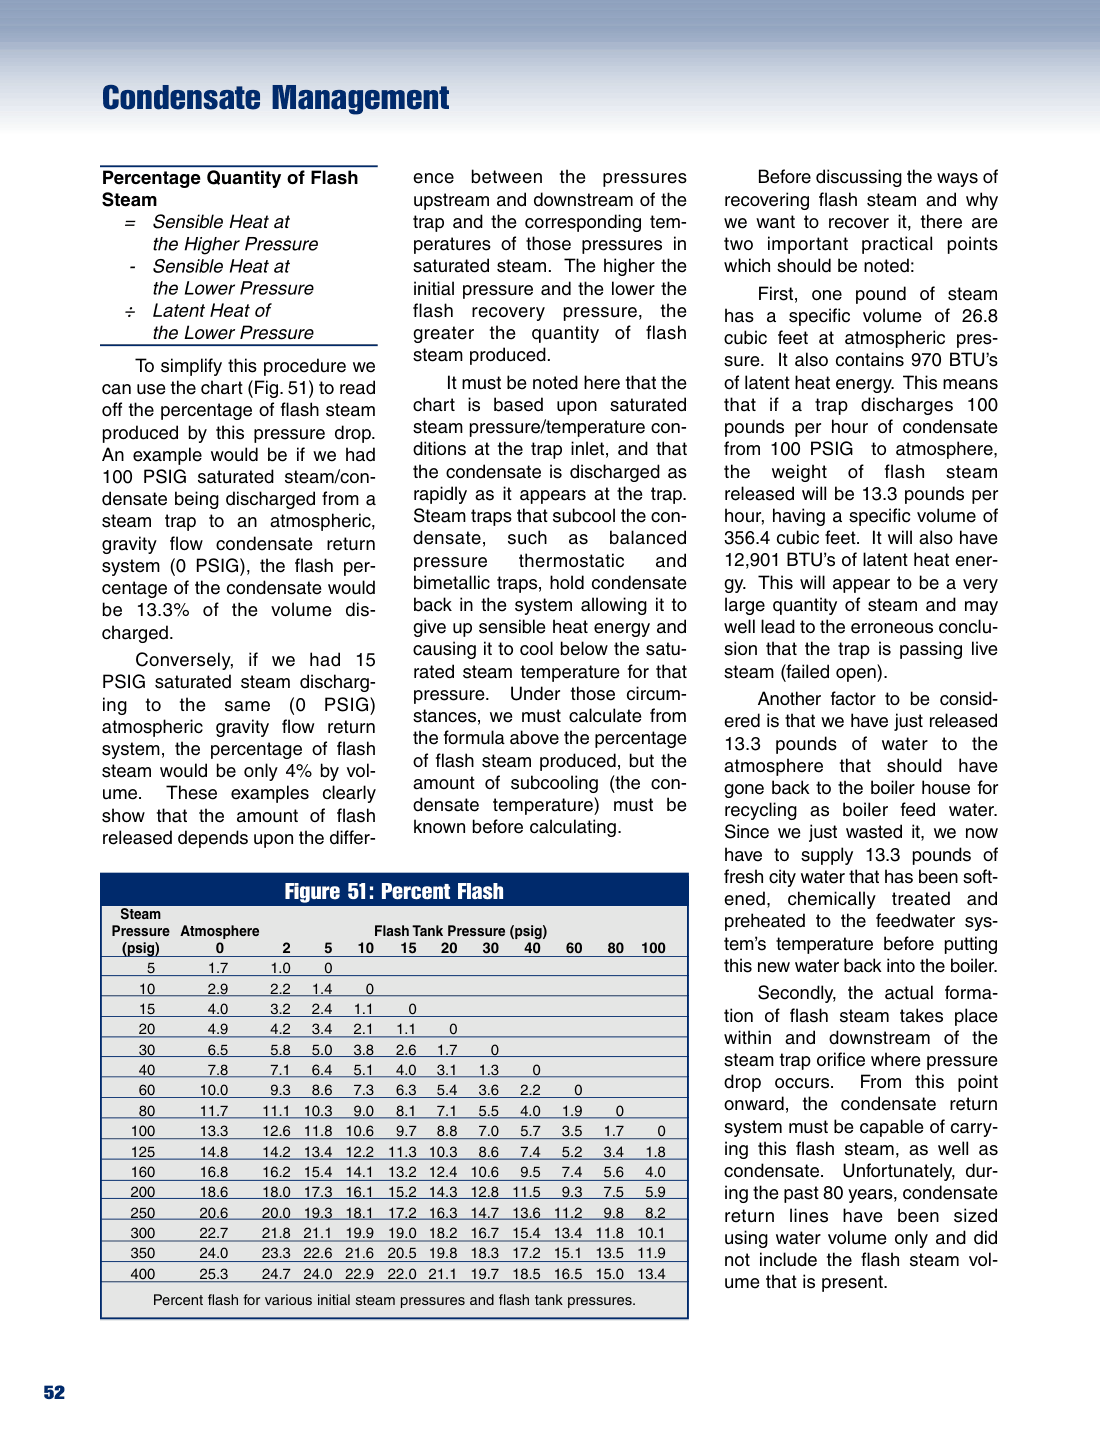 Condensate Management
Percentage Quantity of Flash
Steam
= Sensible Heat at
the Higher Pressure
- Sensible Heat at
the Lower Pressure
÷ Latent Heat of
the Lower Pressure
To simplify this procedure we
can use the chart (Fig. 51) to read
off the percentage of flash steam
produced by this pressure drop.
An example would be if we had
100 PSIG saturated steam/con-
densate being discharged from a
steam trap to an atmospheric,
gravity flow condensate return
system (0 PSIG), the flash per-
centage of the condensate would
be 13.3% of the volume dis-
charged.
Conversely, if we had 15
PSIG saturated steam discharg-
ing to the same (0 PSIG)
atmospheric gravity flow return
system, the percentage of flash
steam would be only 4% by vol-
ume. These examples clearly
show that the amount of flash
released depends upon the differ-
ence between the pressures
upstream and downstream of the
trap and the corresponding tem-
peratures of those pressures in
saturated steam. The higher the
initial pressure and the lower the
flash recovery pressure, the
greater the quantity of flash
steam produced.
It must be noted here that the
chart is based upon saturated
steam pressure/temperature con-
ditions at the trap inlet, and that
the condensate is discharged as
rapidly as it appears at the trap.
Steam traps that subcool the con-
densate, such as balanced
pressure thermostatic and
bimetallic traps, hold condensate
back in the system allowing it to
give up sensible heat energy and
causing it to cool below the satu-
rated steam temperature for that
pressure. Under those circum-
stances, we must calculate from
the formula above the percentage
of flash steam produced, but the
amount of subcooling (the con-
densate temperature) must be
known before calculating.
Before discussing the ways of
recovering flash steam and why
we want to recover it, there are
two important practical points
which should be noted:
First, one pound of steam
has a specific volume of 26.8
cubic feet at atmospheric pres-
sure. It also contains 970 BTU's
of latent heat energy. This means
that if a trap discharges 100
pounds per hour of condensate
from 100 PSIG to atmosphere,
the weight of flash steam
released will be 13.3 pounds per
hour, having a specific volume of
356.4 cubic feet. It will also have
12,901 BTU's of latent heat ener-
gy. This will appear to be a very
large quantity of steam and may
well lead to the erroneous conclu-
sion that the trap is passing live
steam (failed open).
Another factor to be consid-
ered is that we have just released
13.3 pounds of water to the
atmosphere that should have
gone back to the boiler house for
recycling as boiler feed water.
Since we just wasted it, we now
have to supply 13.3 pounds of
fresh city water that has been soft-
ened, chemically treated and
preheated to the feedwater sys-
tem's temperature before putting
this new water back into the boiler.
Secondly, the actual forma-
tion of flash steam takes place
within and downstream of the
steam trap orifice where pressure
drop occurs. From this point
onward, the condensate return
system must be capable of carry-
ing this flash steam, as well as
condensate. Unfortunately, dur-
ing the past 80 years, condensate
return lines have been sized
using water volume only and did
not include the flash steam vol-
ume that is present.
Figure 51: Percent Flash
Steam
Pressure Atmosphere Flash Tank Pressure (psig)
(psig) 0 2 5 10 15 20 30 40 60 80 100
5 1.7 1.0 0
10 2.9 2.2 1.4 0
15 4.0 3.2 2.4 1.1 0
20 4.9 4.2 3.4 2.1 1.1 0
30 6.5 5.8 5.0 3.8 2.6 1.7 0
40 7.8 7.1 6.4 5.1 4.0 3.1 1.3 0
60 10.0 9.3 8.6 7.3 6.3 5.4 3.6 2.2 0
80 11.7 11.1 10.3 9.0 8.1 7.1 5.5 4.0 1.9 0
100 13.3 12.6 11.8 10.6 9.7 8.8 7.0 5.7 3.5 1.7 0
125 14.8 14.2 13.4 12.2 11.3 10.3 8.6 7.4 5.2 3.4 1.8
160 16.8 16.2 15.4 14.1 13.2 12.4 10.6 9.5 7.4 5.6 4.0
200 18.6 18.0 17.3 16.1 15.2 14.3 12.8 11.5 9.3 7.5 5.9
250 20.6 20.0 19.3 18.1 17.2 16.3 14.7 13.6 11.2 9.8 8.2
300 22.7 21.8 21.1 19.9 19.0 18.2 16.7 15.4 13.4 11.8 10.1
350 24.0 23.3 22.6 21.6 20.5 19.8 18.3 17.2 15.1 13.5 11.9
400 25.3 24.7 24.0 22.9 22.0 21.1 19.7 18.5 16.5 15.0 13.4
Percent flash for various initial steam pressures and flash tank pressures.
52